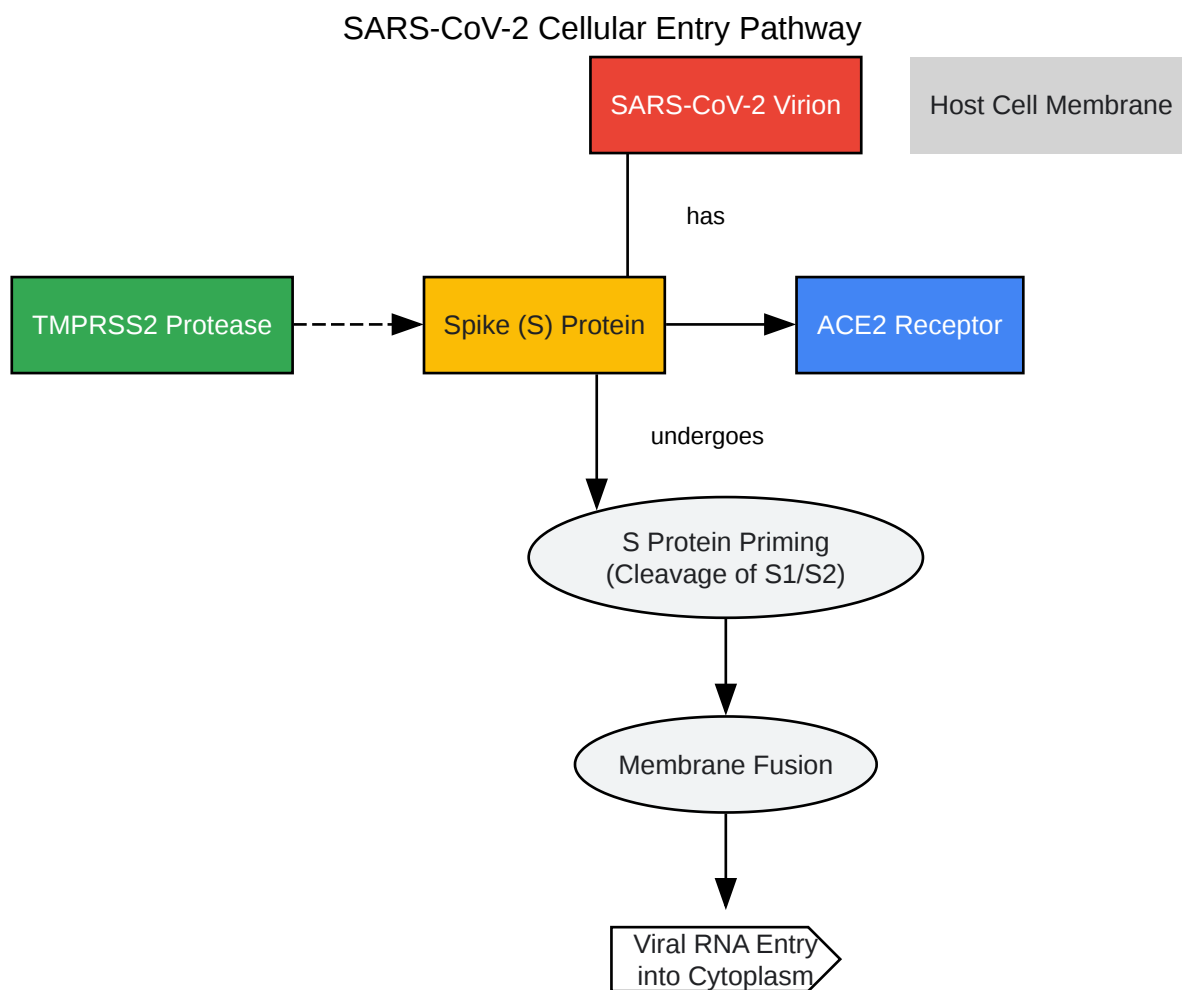 SARS-CoV-2 Cellular Entry Pathway
SARS-CoV-2 Virion
Host Cell Membrane
has
TMPRSS2 Protease
Spike (S) Protein
ACE2 Receptor
undergoes
S Protein Priming
(Cleavage of S1/S2)
Membrane Fusion
Viral RNA Entry
into Cytoplasm